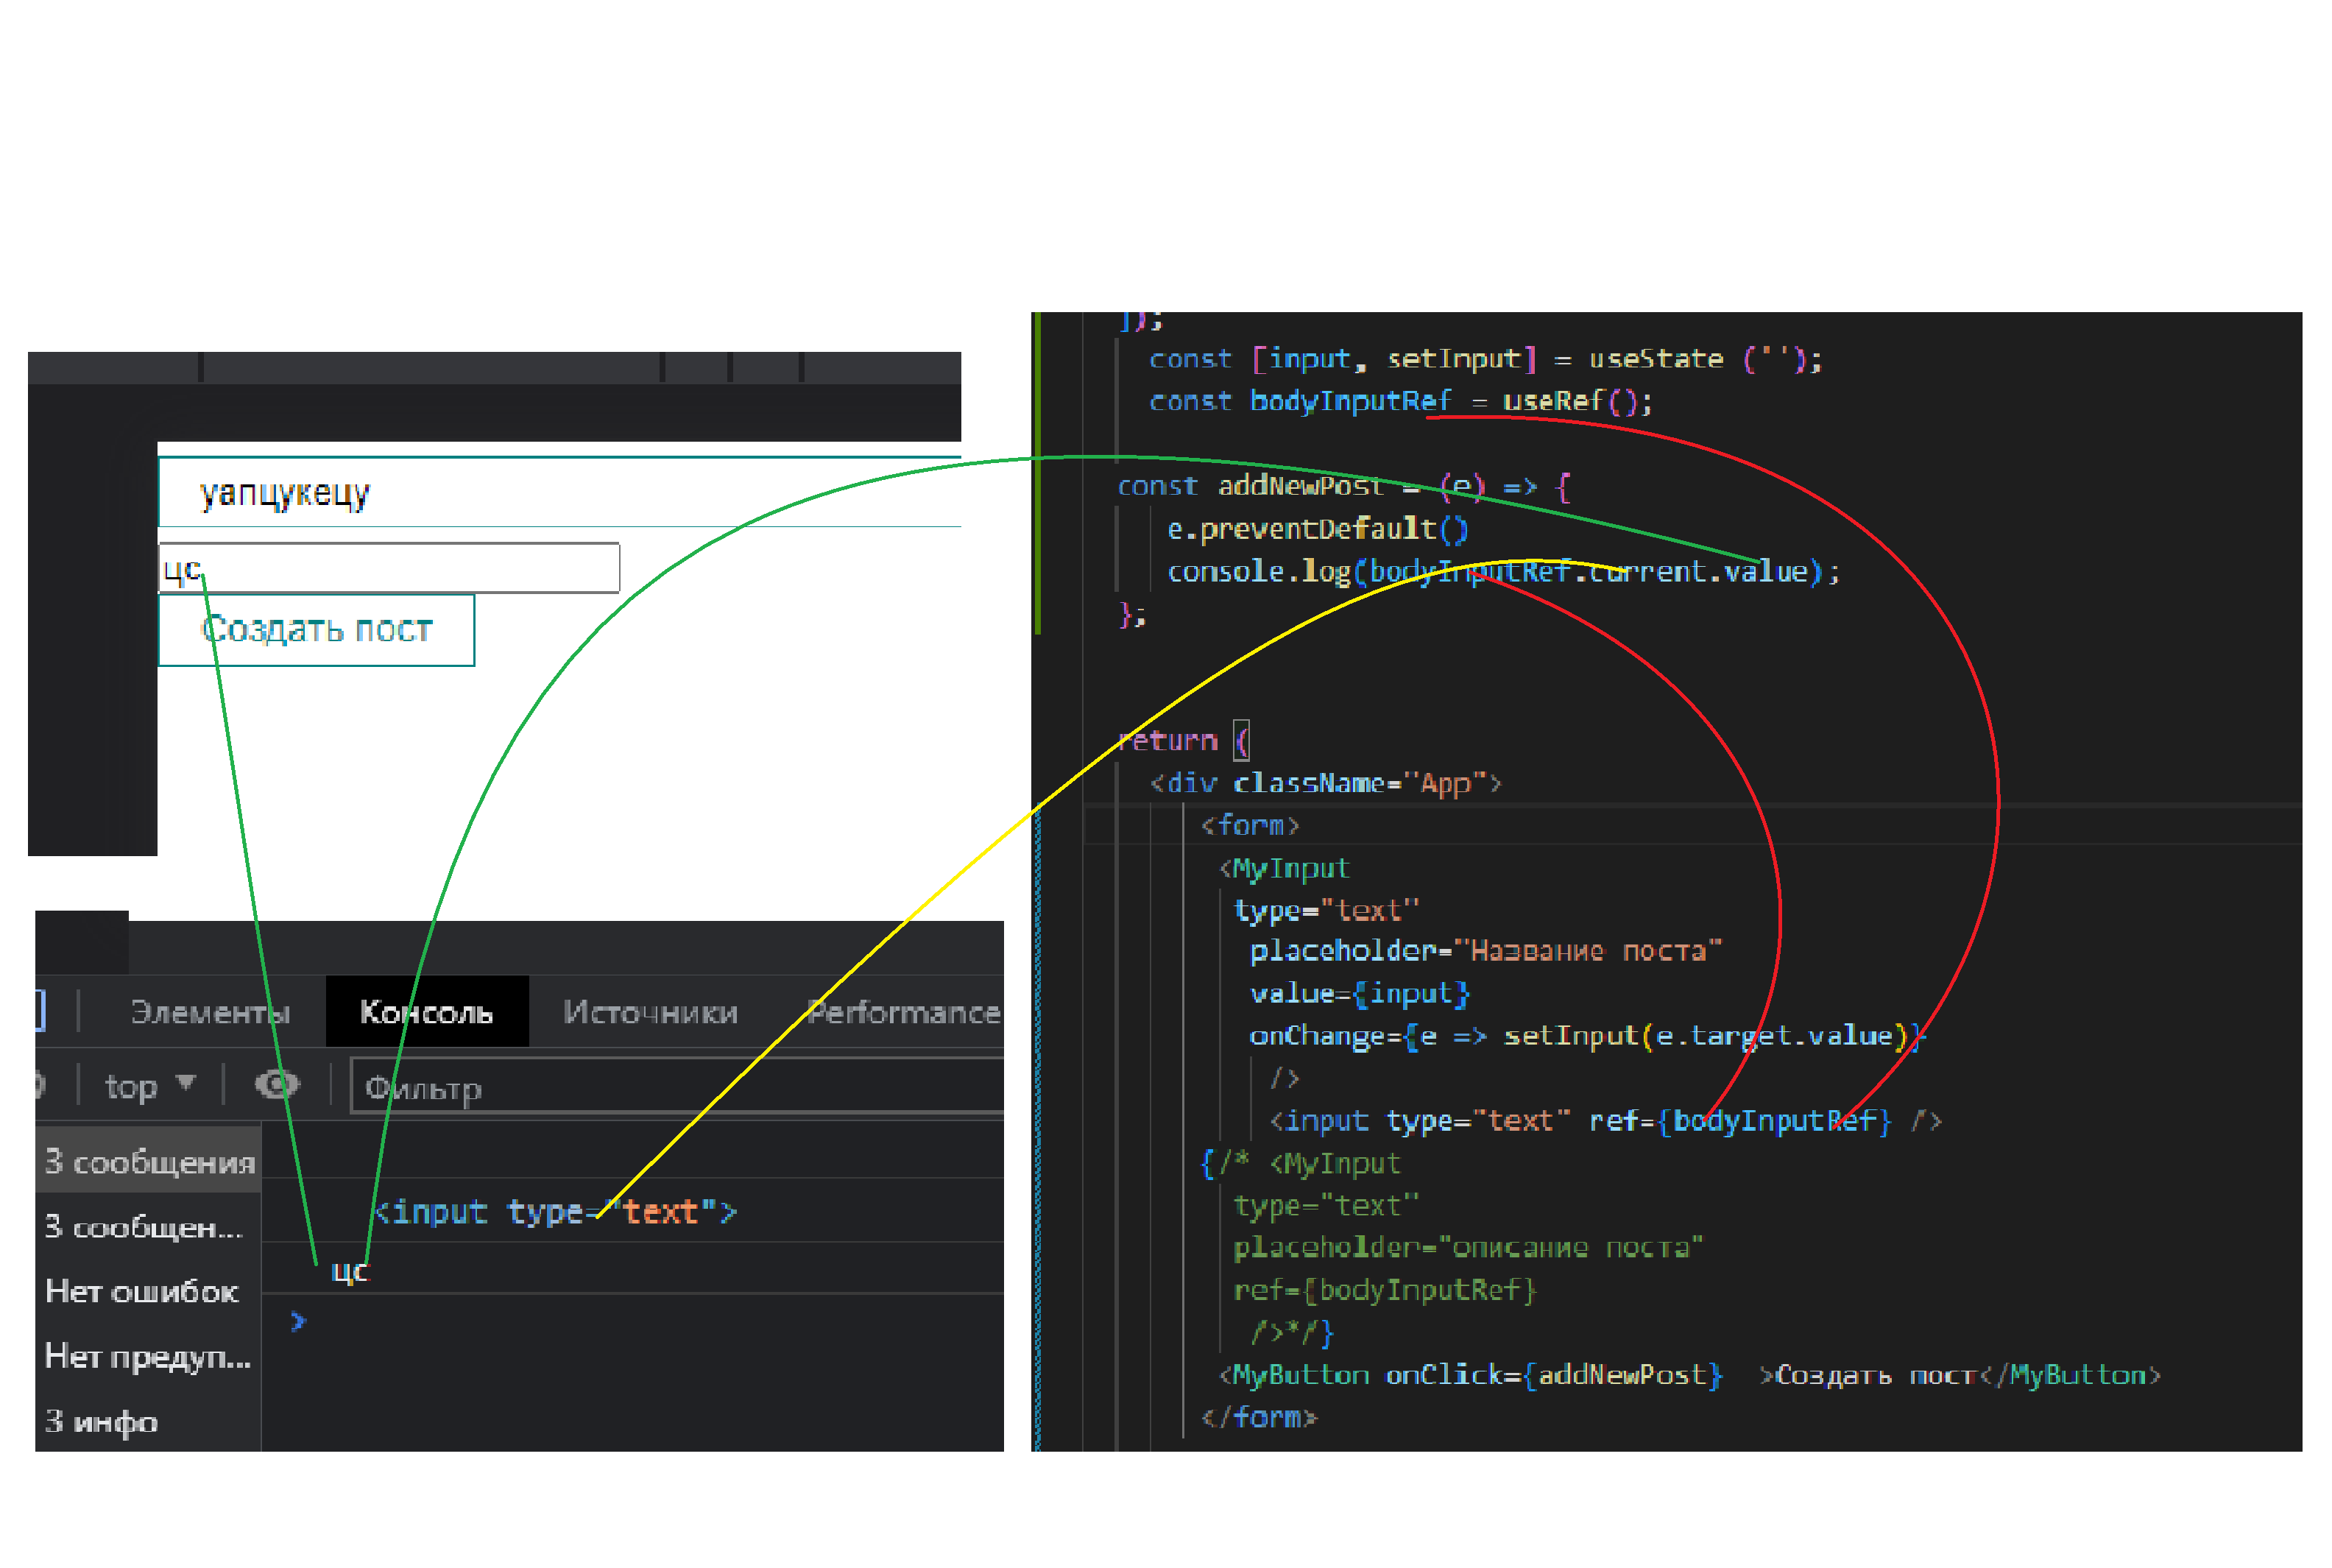 уапцукецу
цс
Создать пост
Элементы Консоль Источники Performance
top Фильтр
3 сообщения
3 сообщен...
Нет ошибок
Нет предуп...
3 инфо
<input type="text">
цс
]);
const [input, setInput] = useState ('');
const bodyInputRef = useRef();
const addNewPost = (e) => {
e.preventDefault()
console.log(bodyInputRef.current.value);
};
return (
<div className="App">
<form>
<MyInput
type="text"
placeholder="Название поста"
value={input}
onChange={e => setInput(e.target.value)}
/>
<input type="text" ref={bodyInputRef} />
{/* <MyInput
type="text"
placeholder="описание поста"
ref={bodyInputRef}
/>*/}
<MyButton onClick={addNewPost} >Создать пост</MyButton>
</form>